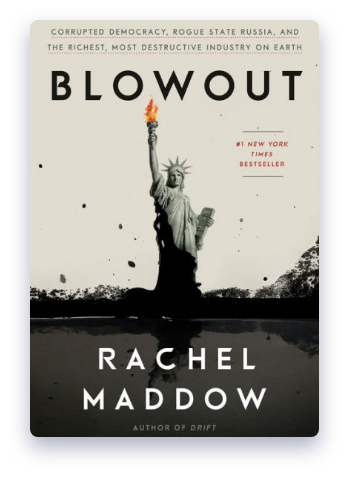 CORRUPTED DEMOCRACY, ROGUE STATE RUSSIA, AND
THE RICHEST, MOST DESTRUCTIVE INDUSTRY ON EARTH
BLOWOUT
#1 NEW YORK
TIMES
BESTSELLER
RACHEL
MADDOW
AUTHOR OF DRIFT